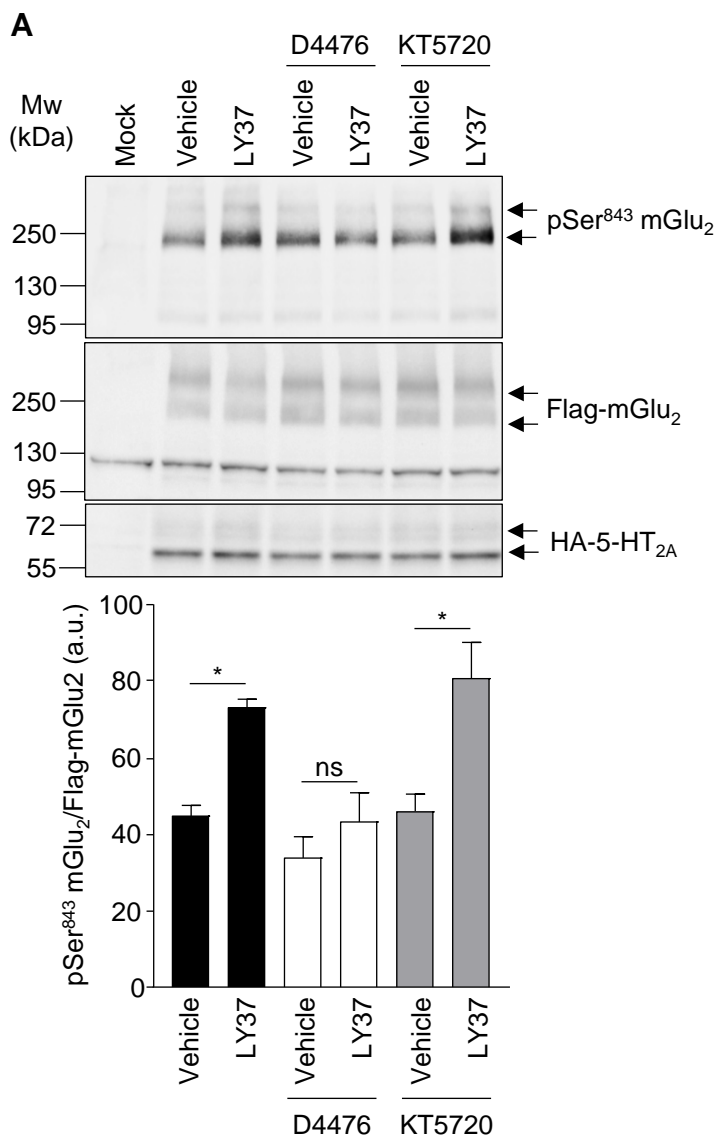 A
D4476 KT5720
Mw
(kDa)
Mock
Vehicle
LY37
Vehicle
LY37
Vehicle
LY37
250
130
95
pSer⁸⁴³ mGlu₂
250
130
95
Flag-mGlu₂
72
55
HA-5-HT₂A
pSer⁸⁴³ mGlu₂/Flag-mGlu2 (a.u.)
100
80
60
40
20
0
*
ns
*
Vehicle
LY37
Vehicle
LY37
Vehicle
LY37
D4476 KT5720